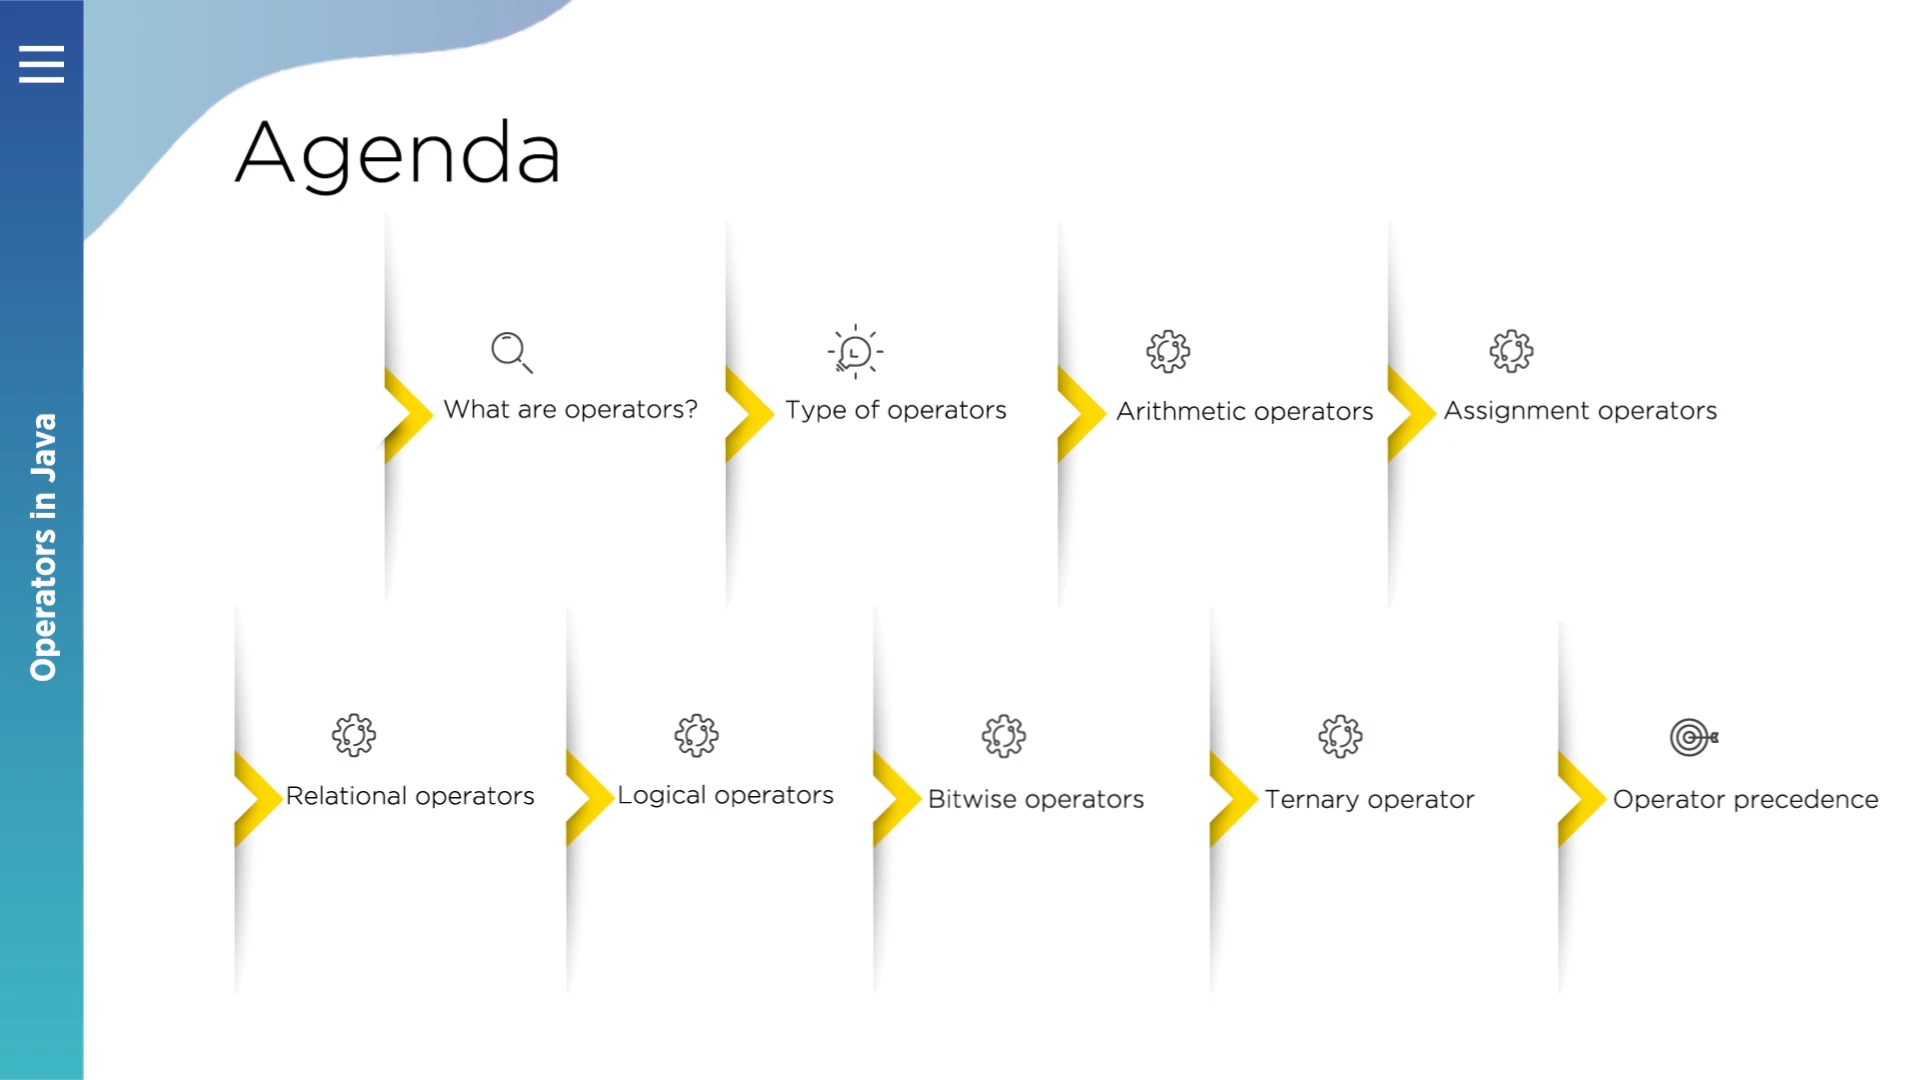 Operators in Java
Agenda
What are operators?
Type of operators
Arithmetic operators
Assignment operators
Relational operators
Logical operators
Bitwise operators
Ternary operator
Operator precedence